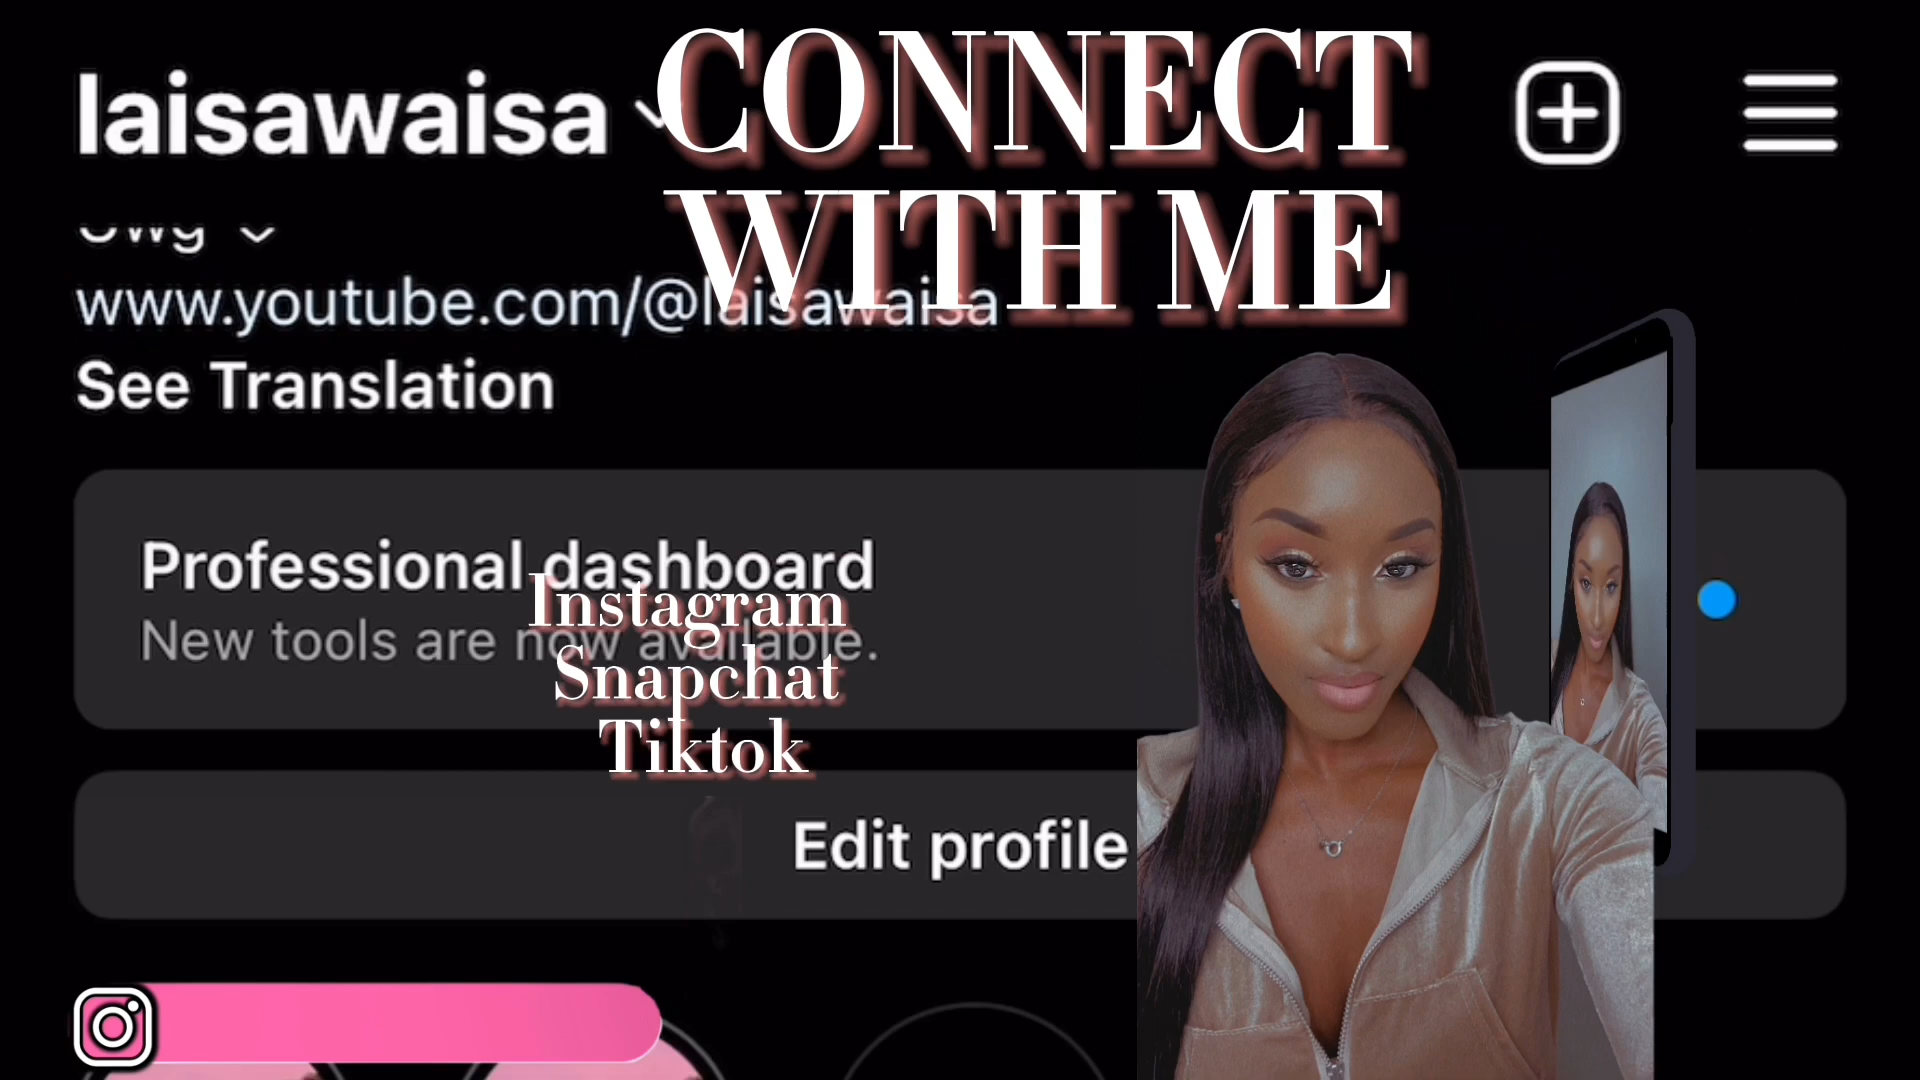 laisawaisa
CONNECT
WITH ME
www.youtube.com/@laisawaisa
See Translation
Professional dashboard
New tools are now available.
Instagram
Snapchat
Tiktok
Edit profile